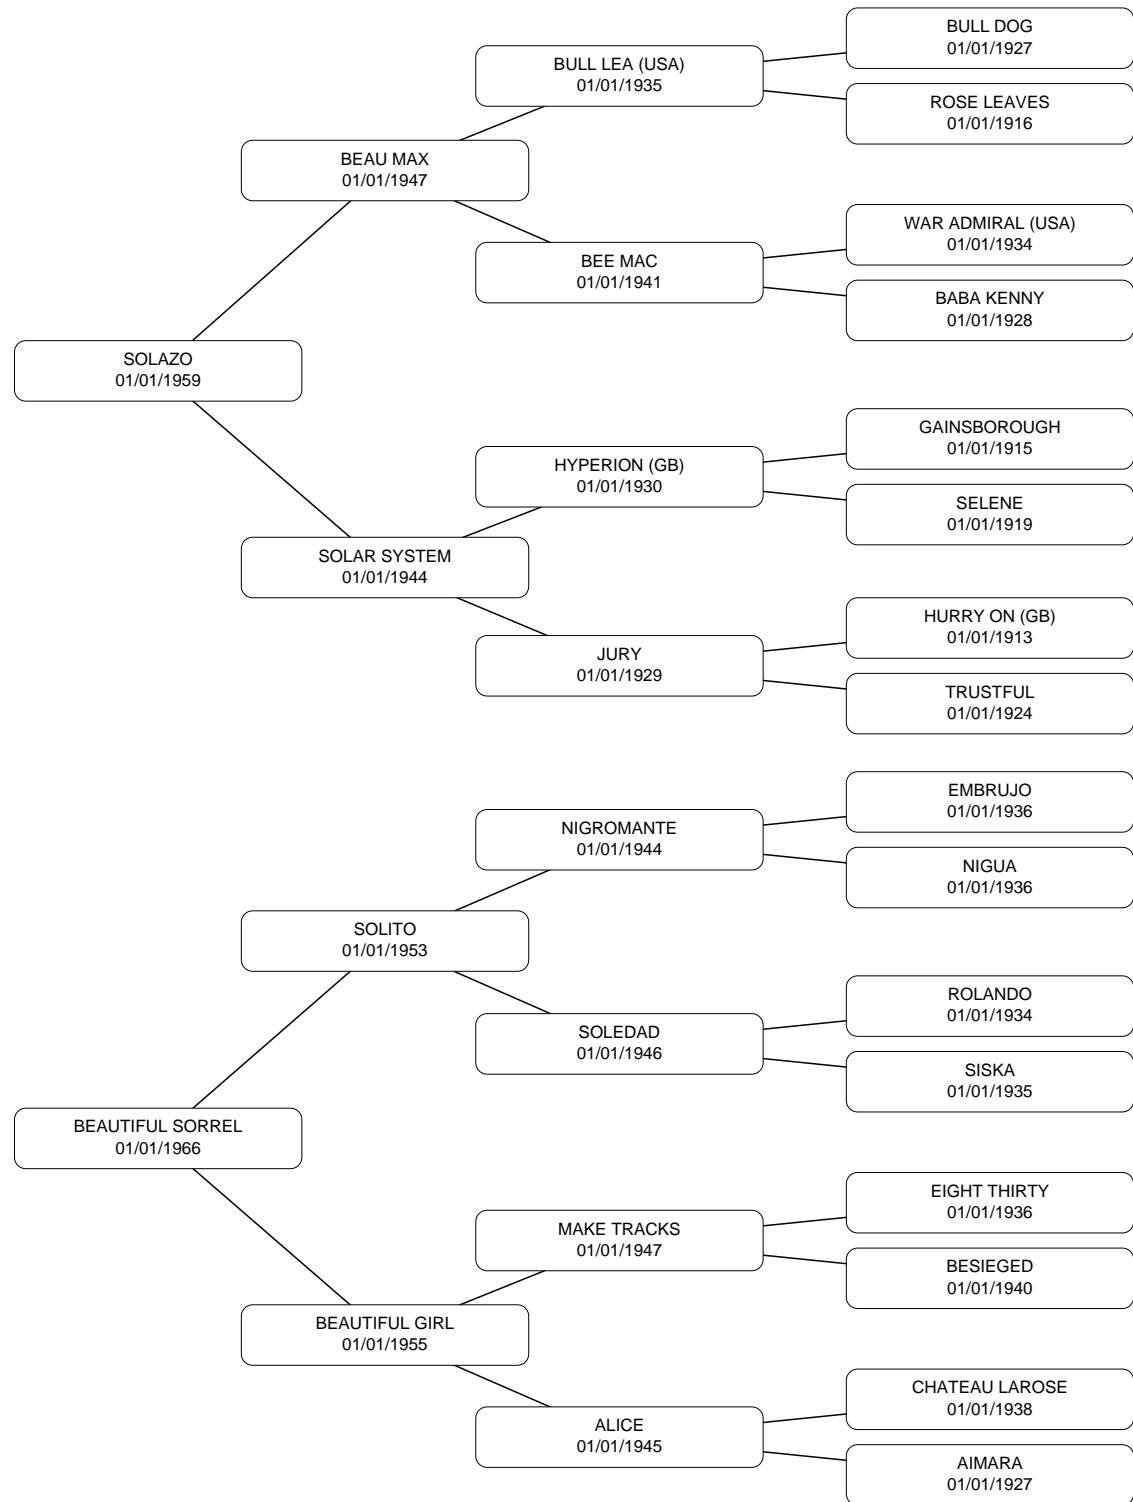 BULL DOG
01/01/1927
BULL LEA (USA)
01/01/1935
ROSE LEAVES
01/01/1916
BEAU MAX
01/01/1947
WAR ADMIRAL (USA)
01/01/1934
BEE MAC
01/01/1941
BABA KENNY
01/01/1928
SOLAZO
01/01/1959
GAINSBOROUGH
01/01/1915
HYPERION (GB)
01/01/1930
SELENE
01/01/1919
SOLAR SYSTEM
01/01/1944
HURRY ON (GB)
01/01/1913
JURY
01/01/1929
TRUSTFUL
01/01/1924
EMBRUJO
01/01/1936
NIGROMANTE
01/01/1944
NIGUA
01/01/1936
SOLITO
01/01/1953
ROLANDO
01/01/1934
SOLEDAD
01/01/1946
SISKA
01/01/1935
BEAUTIFUL SORREL
01/01/1966
EIGHT THIRTY
01/01/1936
MAKE TRACKS
01/01/1947
BESIEGED
01/01/1940
BEAUTIFUL GIRL
01/01/1955
CHATEAU LAROSE
01/01/1938
ALICE
01/01/1945
AIMARA
01/01/1927